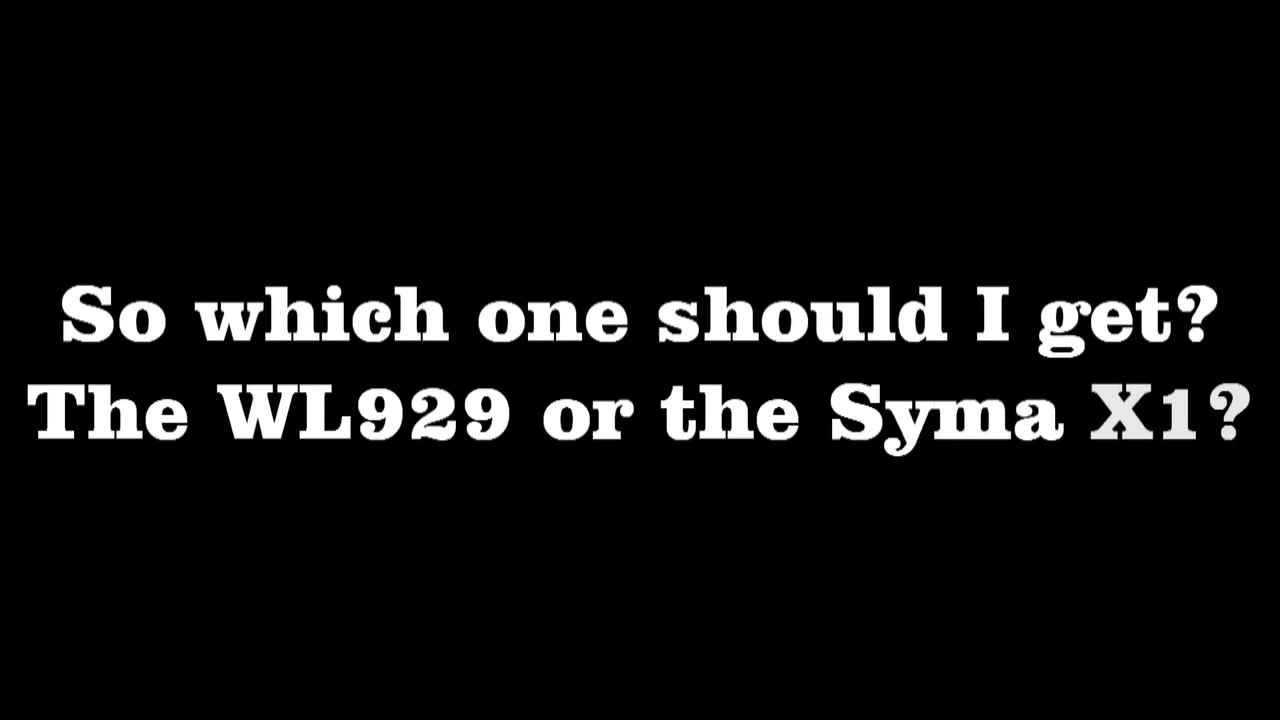 So which one should I get?
The WL929 or the Syma X1?